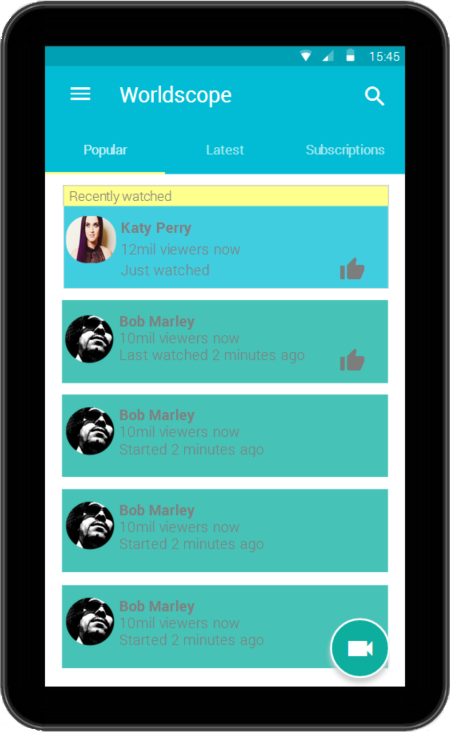 15:45
Worldscope
Popular Latest Subscriptions
Recently watched
Katy Perry
12mil viewers now
Just watched
Bob Marley
10mil viewers now
Last watched 2 minutes ago
Bob Marley
10mil viewers now
Started 2 minutes ago
Bob Marley
10mil viewers now
Started 2 minutes ago
Bob Marley
10mil viewers now
Started 2 minutes ago